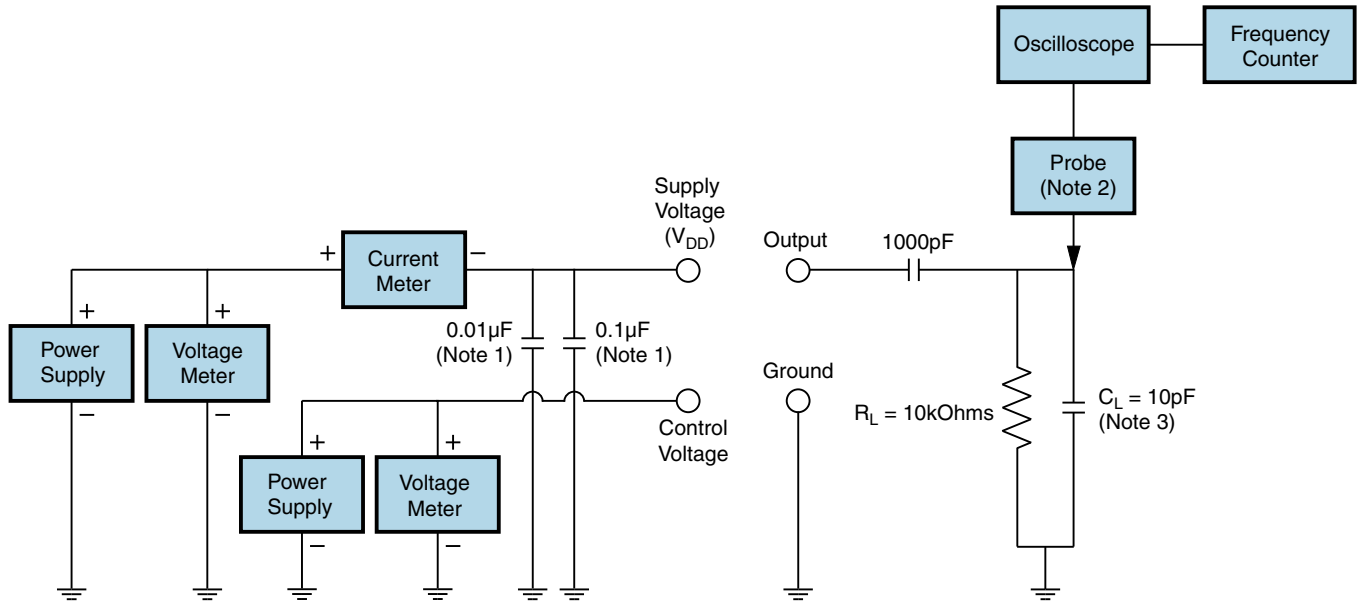 Oscilloscope
Frequency
Counter
Probe
(Note 2)
Supply
Voltage
(V_DD)
Output
1000pF
+
Current
Meter
−
+
Power
Supply
−
+
Voltage
Meter
−
0.01µF
(Note 1)
0.1µF
(Note 1)
Ground
Control
Voltage
R_L = 10kOhms
C_L = 10pF
(Note 3)
+
Power
Supply
−
+
Voltage
Meter
−